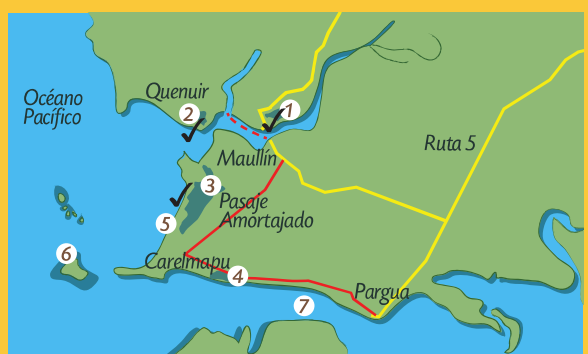 Quenuir
Océano
Pacífico
2
1
Ruta 5
Maullín
3
Pasaje
Amortajado
5
6
Carelmapu
4
Pargua
7